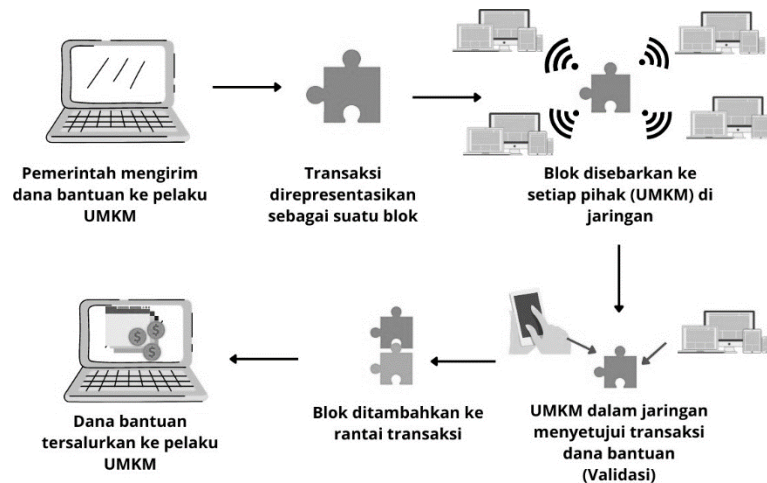 Pemerintah mengirim
dana bantuan ke pelaku
UMKM
Transaksi
direpresentasikan
sebagai suatu blok
Blok disebarkan ke
setiap pihak (UMKM) di
jaringan
UMKM dalam jaringan
menyetujui transaksi
dana bantuan
(Validasi)
Blok ditambahkan ke
rantai transaksi
Dana bantuan
tersalurkan ke pelaku
UMKM